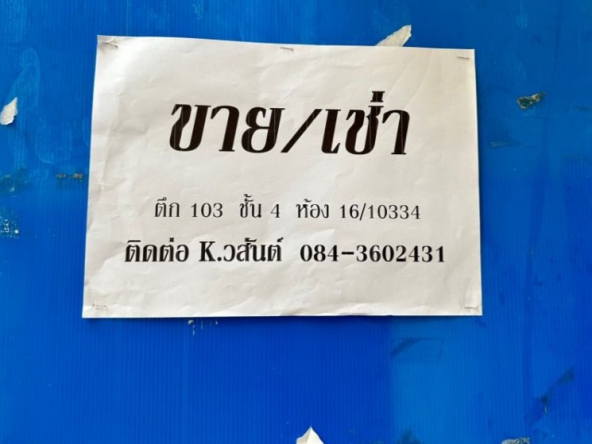 ขาย/เช่า
ตึก 103 ชั้น 4 ห้อง 16/10334
ติดต่อ K.วสันต์ 084-3602431